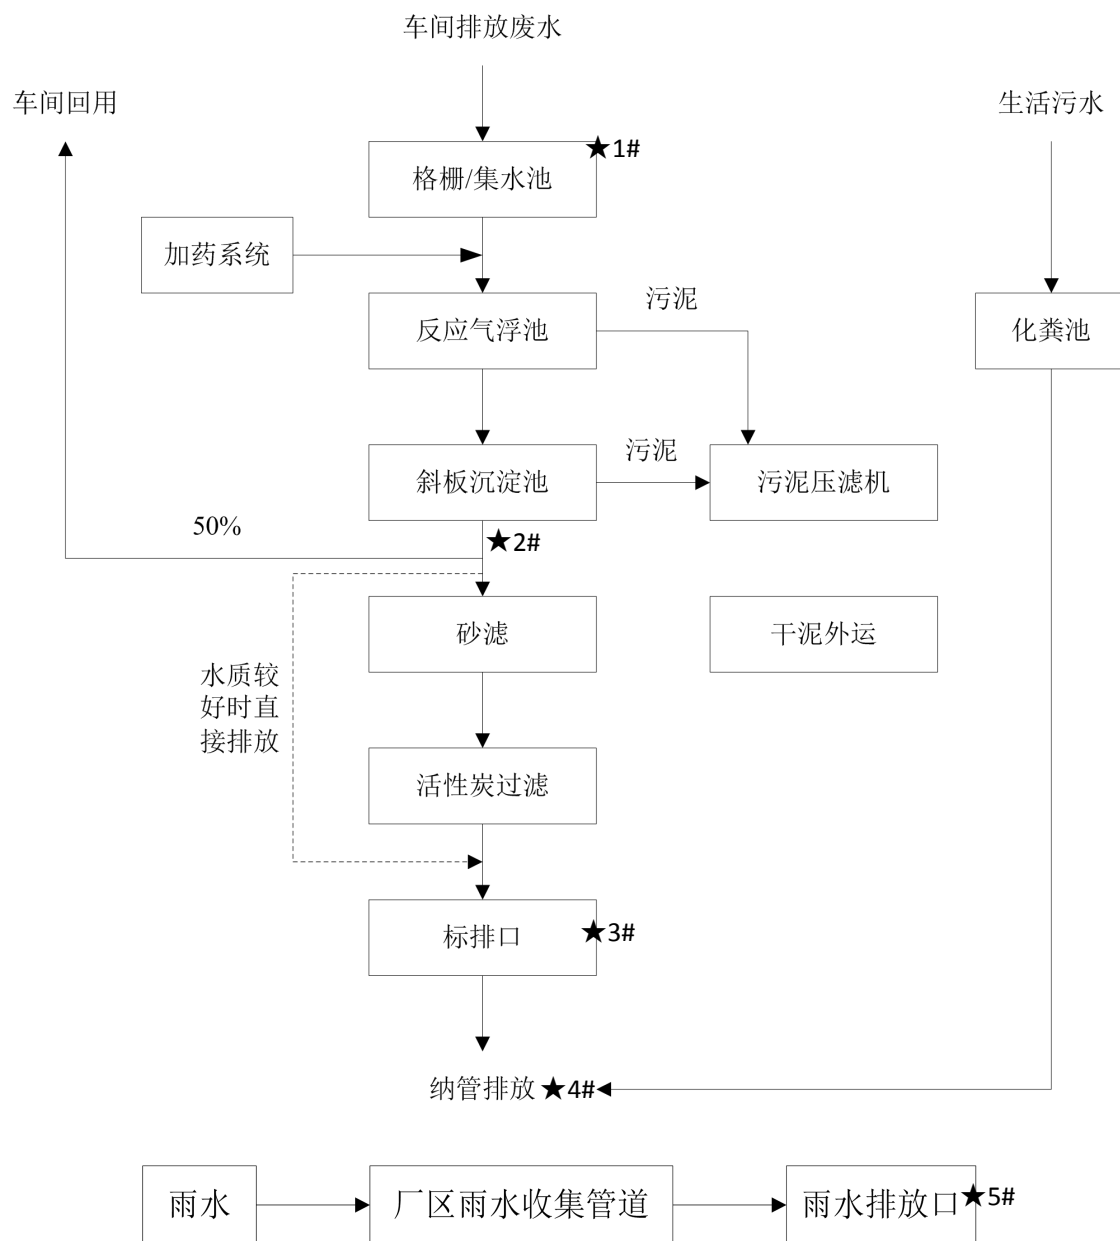 车间排放废水
车间回用
生活污水
★1#
格栅/集水池
加药系统
污泥
反应气浮池
化粪池
污泥
斜板沉淀池
污泥压滤机
50%
★2#
砂滤
干泥外运
水质较
好时直
接排放
活性炭过滤
标排口
★3#
纳管排放★4#
雨水
厂区雨水收集管道
雨水排放口★5#